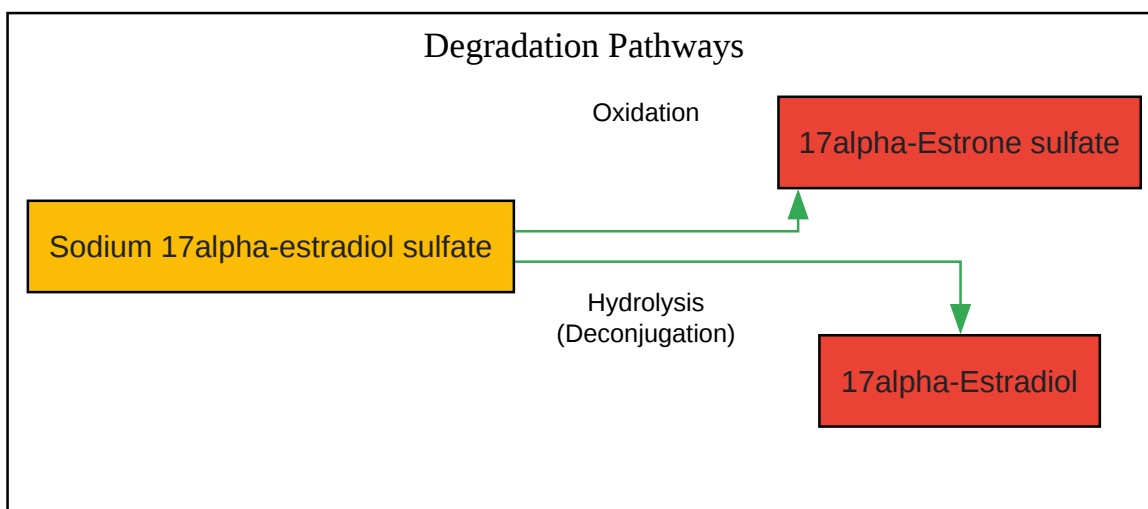 Degradation Pathways
Oxidation
17alpha-Estrone sulfate
Sodium 17alpha-estradiol sulfate
Hydrolysis
(Deconjugation)
17alpha-Estradiol